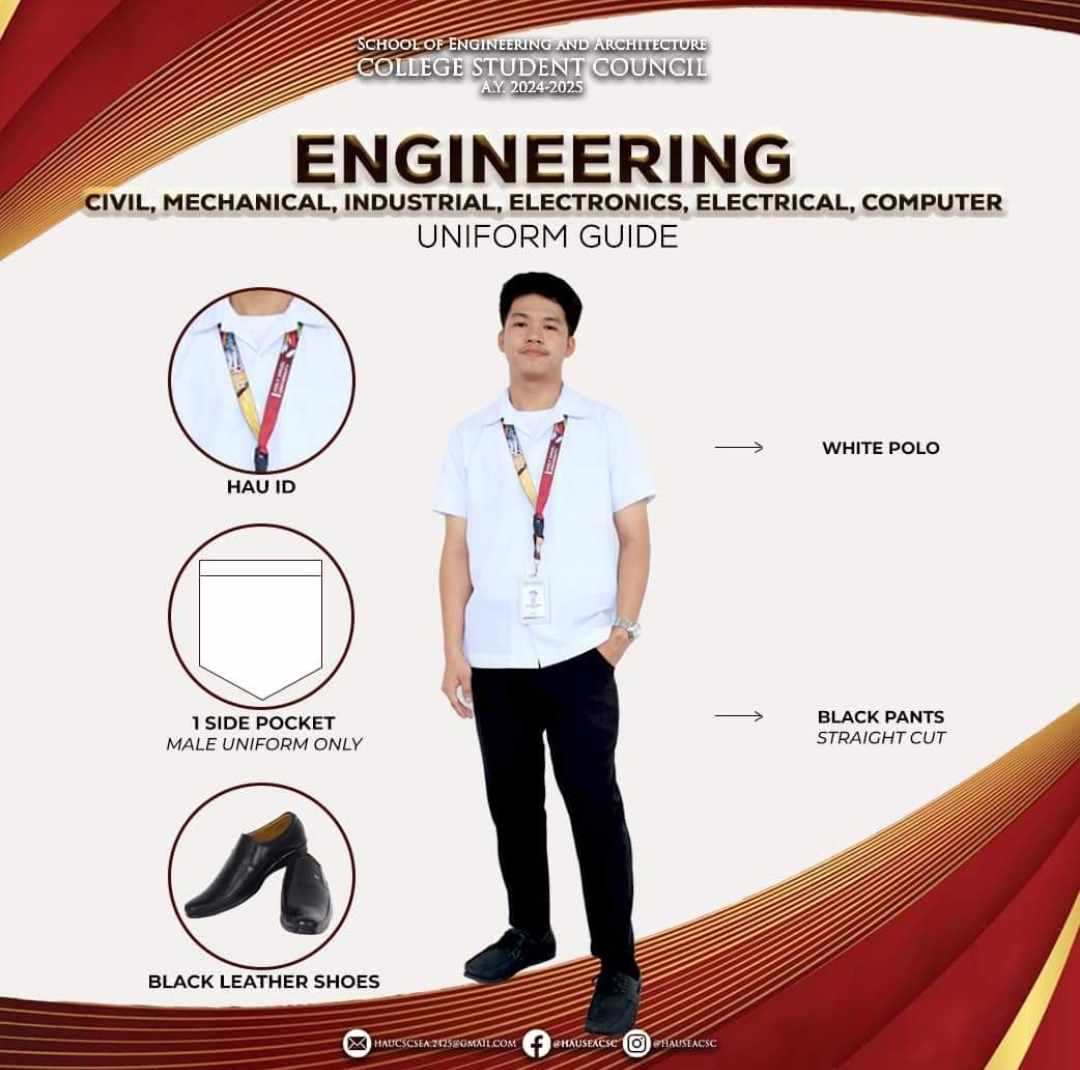 SCHOOL OF ENGINEERING AND ARCHITECTURE
COLLEGE STUDENT COUNCIL
A.Y. 2024-2025
ENGINEERING
CIVIL, MECHANICAL, INDUSTRIAL, ELECTRONICS, ELECTRICAL, COMPUTER
UNIFORM GUIDE
HAU ID
WHITE POLO
1 SIDE POCKET
MALE UNIFORM ONLY
BLACK PANTS
STRAIGHT CUT
BLACK LEATHER SHOES
HAUCSCSEA.2425@GMAIL.COM @HAUSEACSC @HAUSEACSC